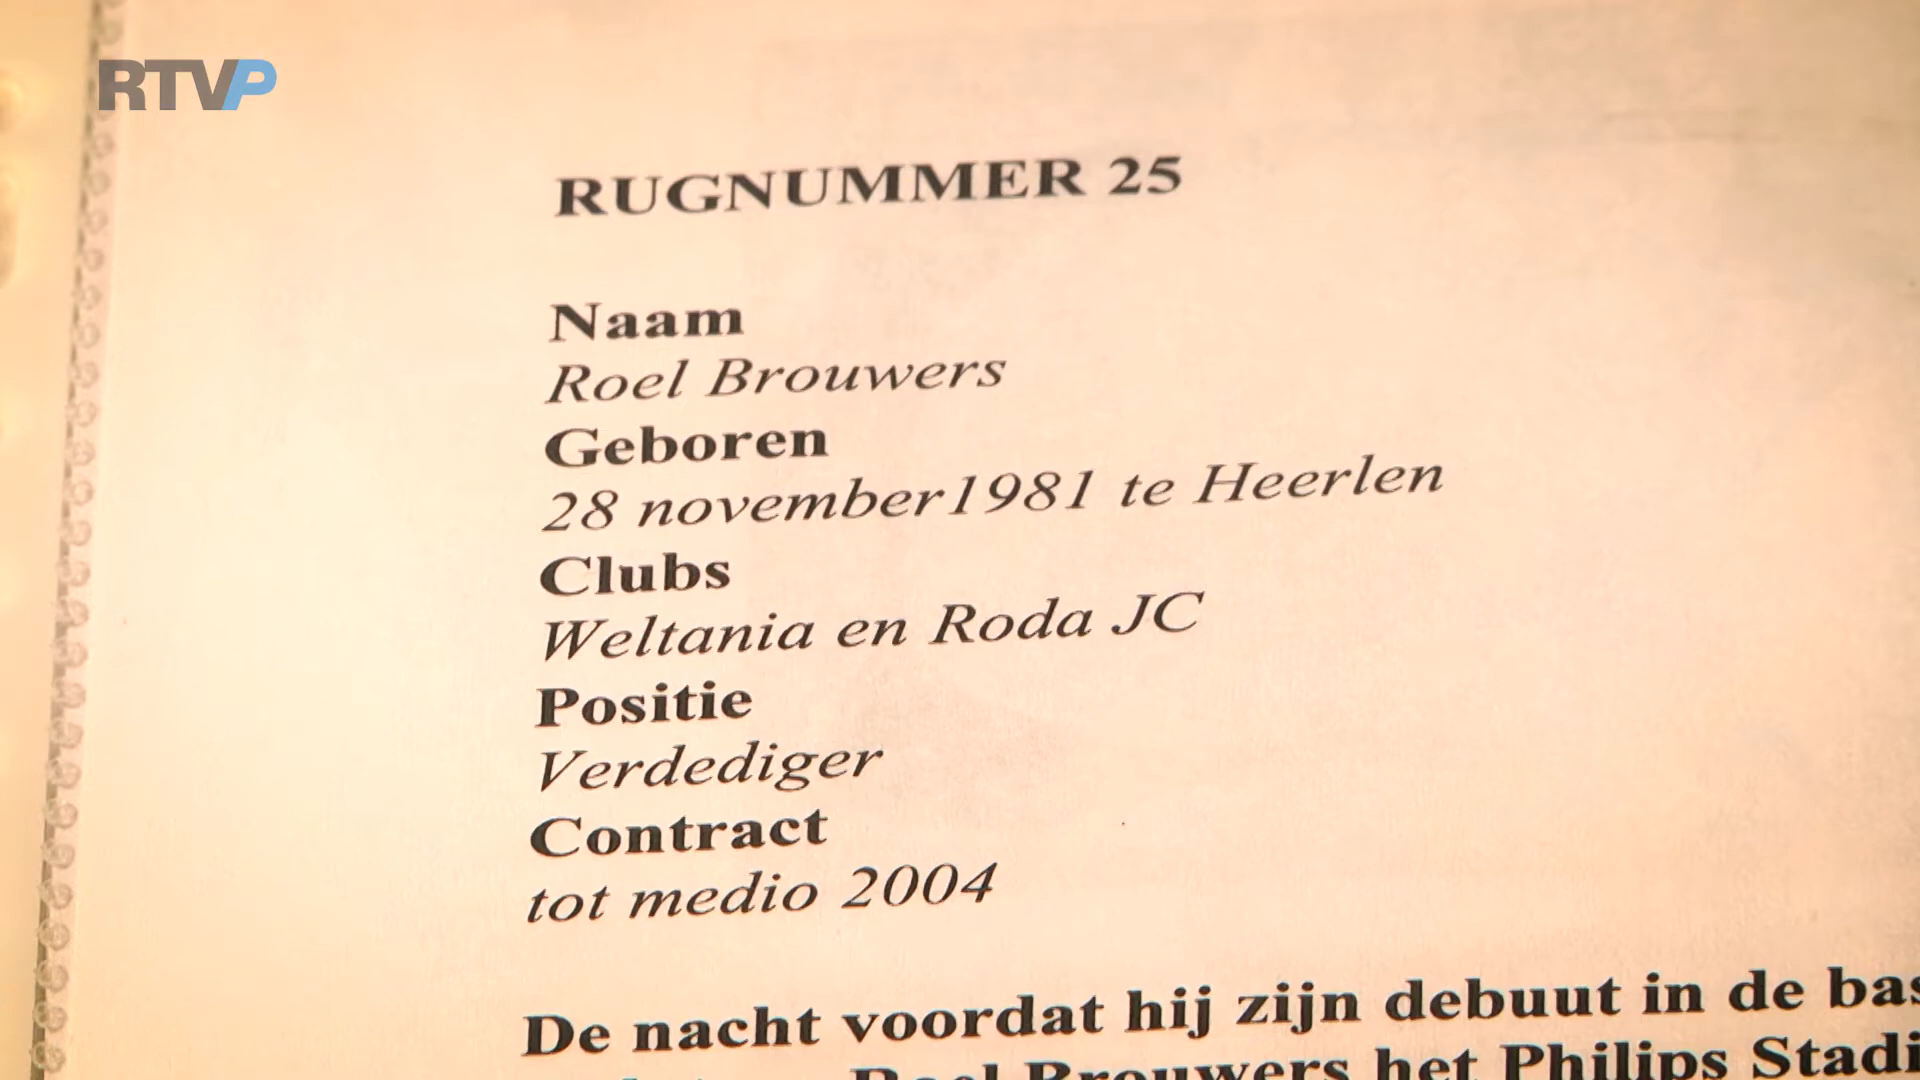 RTVP
RUGNUMMER 25
Naam
Roel Brouwers
Geboren
28 november1981 te Heerlen
Clubs
Weltania en Roda JC
Positie
Verdediger
Contract
tot medio 2004
De nacht voordat hij zijn debuut in de bas
Roel Brouwers het Philips Stadi